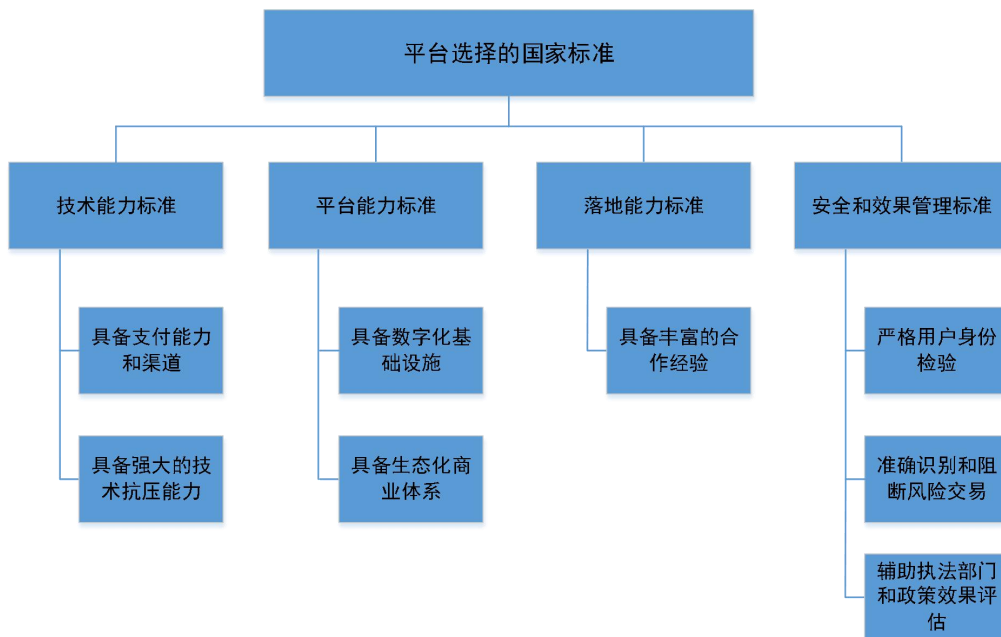 平台选择的国家标准
技术能力标准
平台能力标准
落地能力标准
安全和效果管理标准
具备支付能力
和渠道
具备数字化基
础设施
具备丰富的合
作经验
严格用户身份
检验
具备强大的技
术抗压能力
具备生态化商
业体系
准确识别和阻
断风险交易
辅助执法部门
和政策效果评
估